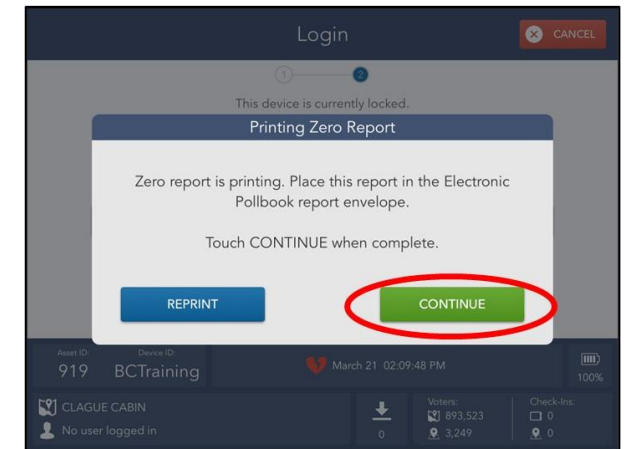 Login
CANCEL
1 2
This device is currently locked.
Printing Zero Report
Zero report is printing. Place this report in the Electronic
Pollbook report envelope.
Touch CONTINUE when complete.
REPRINT
CONTINUE
Asset ID: Device ID:
919 BCTraining
March 21 02:09:48 PM
100%
CLAGUE CABIN
No user logged in
0
Voters:
893,523
3,249
Check-Ins:
0
0